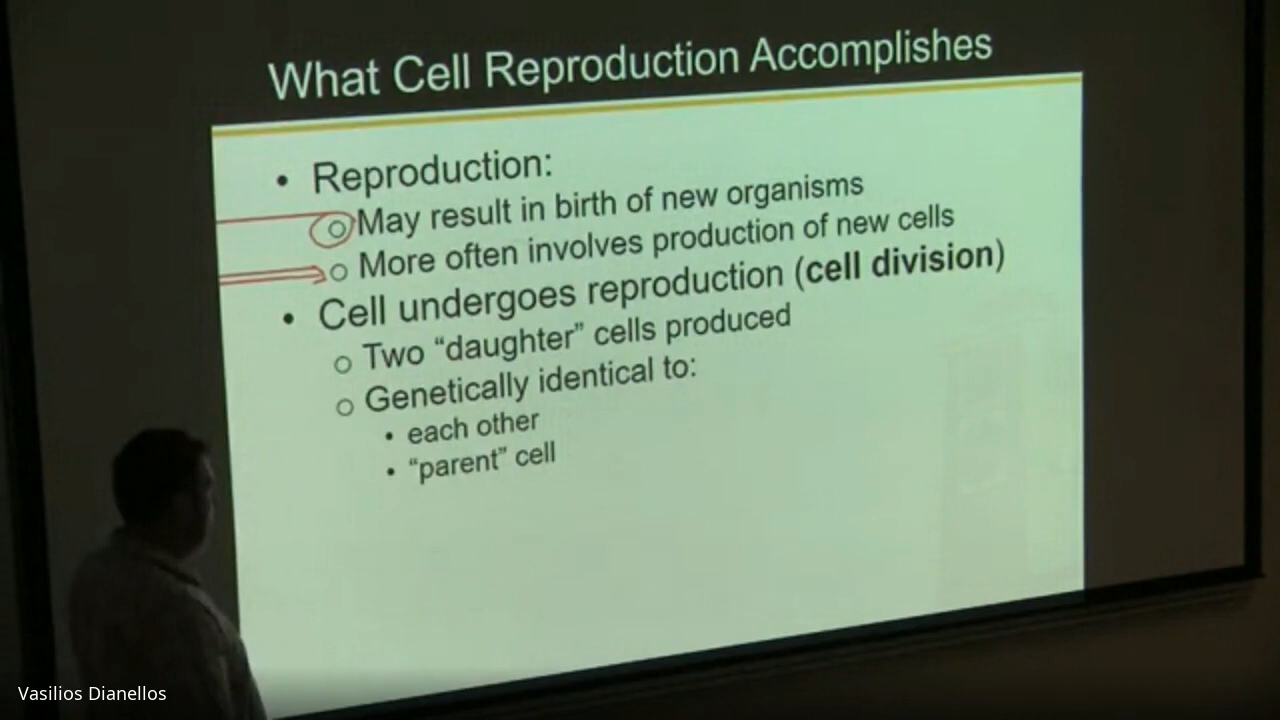 What Cell Reproduction Accomplishes
• Reproduction:
○ May result in birth of new organisms
○ More often involves production of new cells
• Cell undergoes reproduction (cell division)
○ Two “daughter” cells produced
○ Genetically identical to:
• each other
• “parent” cell
Vasilios Dianellos